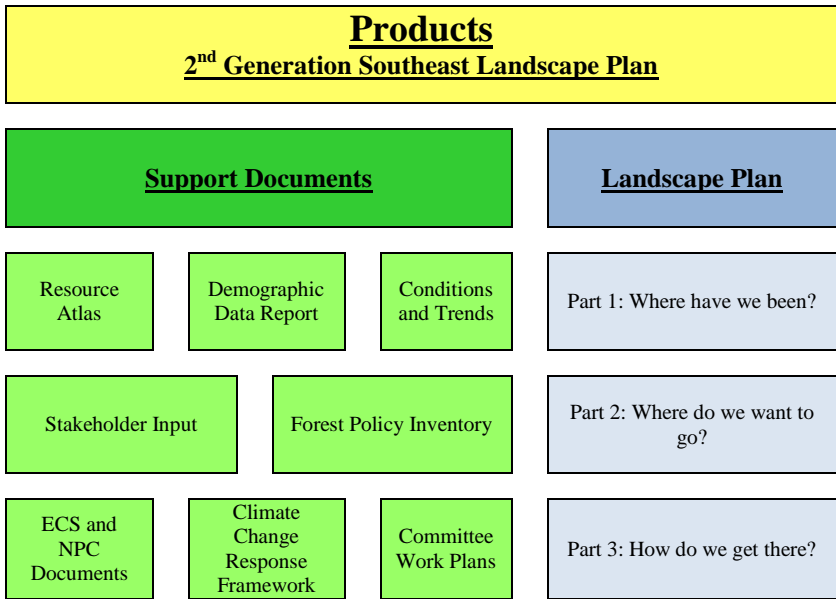 Products
2nd Generation Southeast Landscape Plan
Support Documents
Landscape Plan
Resource
Atlas
Demographic
Data Report
Conditions
and Trends
Part 1: Where have we been?
Stakeholder Input
Forest Policy Inventory
Part 2: Where do we want to
go?
ECS and
NPC
Documents
Climate
Change
Response
Framework
Committee
Work Plans
Part 3: How do we get there?